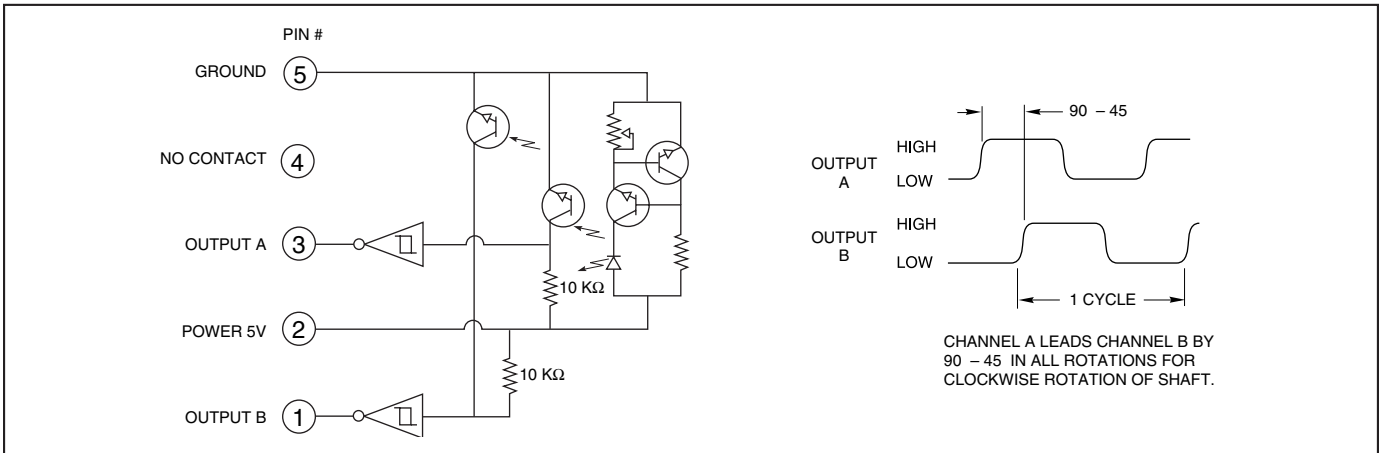 PIN #
GROUND 5
NO CONTACT 4
OUTPUT A 3
10 KΩ
POWER 5V 2
10 KΩ
OUTPUT B 1
90 – 45
OUTPUT
A
HIGH
LOW
OUTPUT
B
HIGH
LOW
1 CYCLE
CHANNEL A LEADS CHANNEL B BY
90 – 45 IN ALL ROTATIONS FOR
CLOCKWISE ROTATION OF SHAFT.